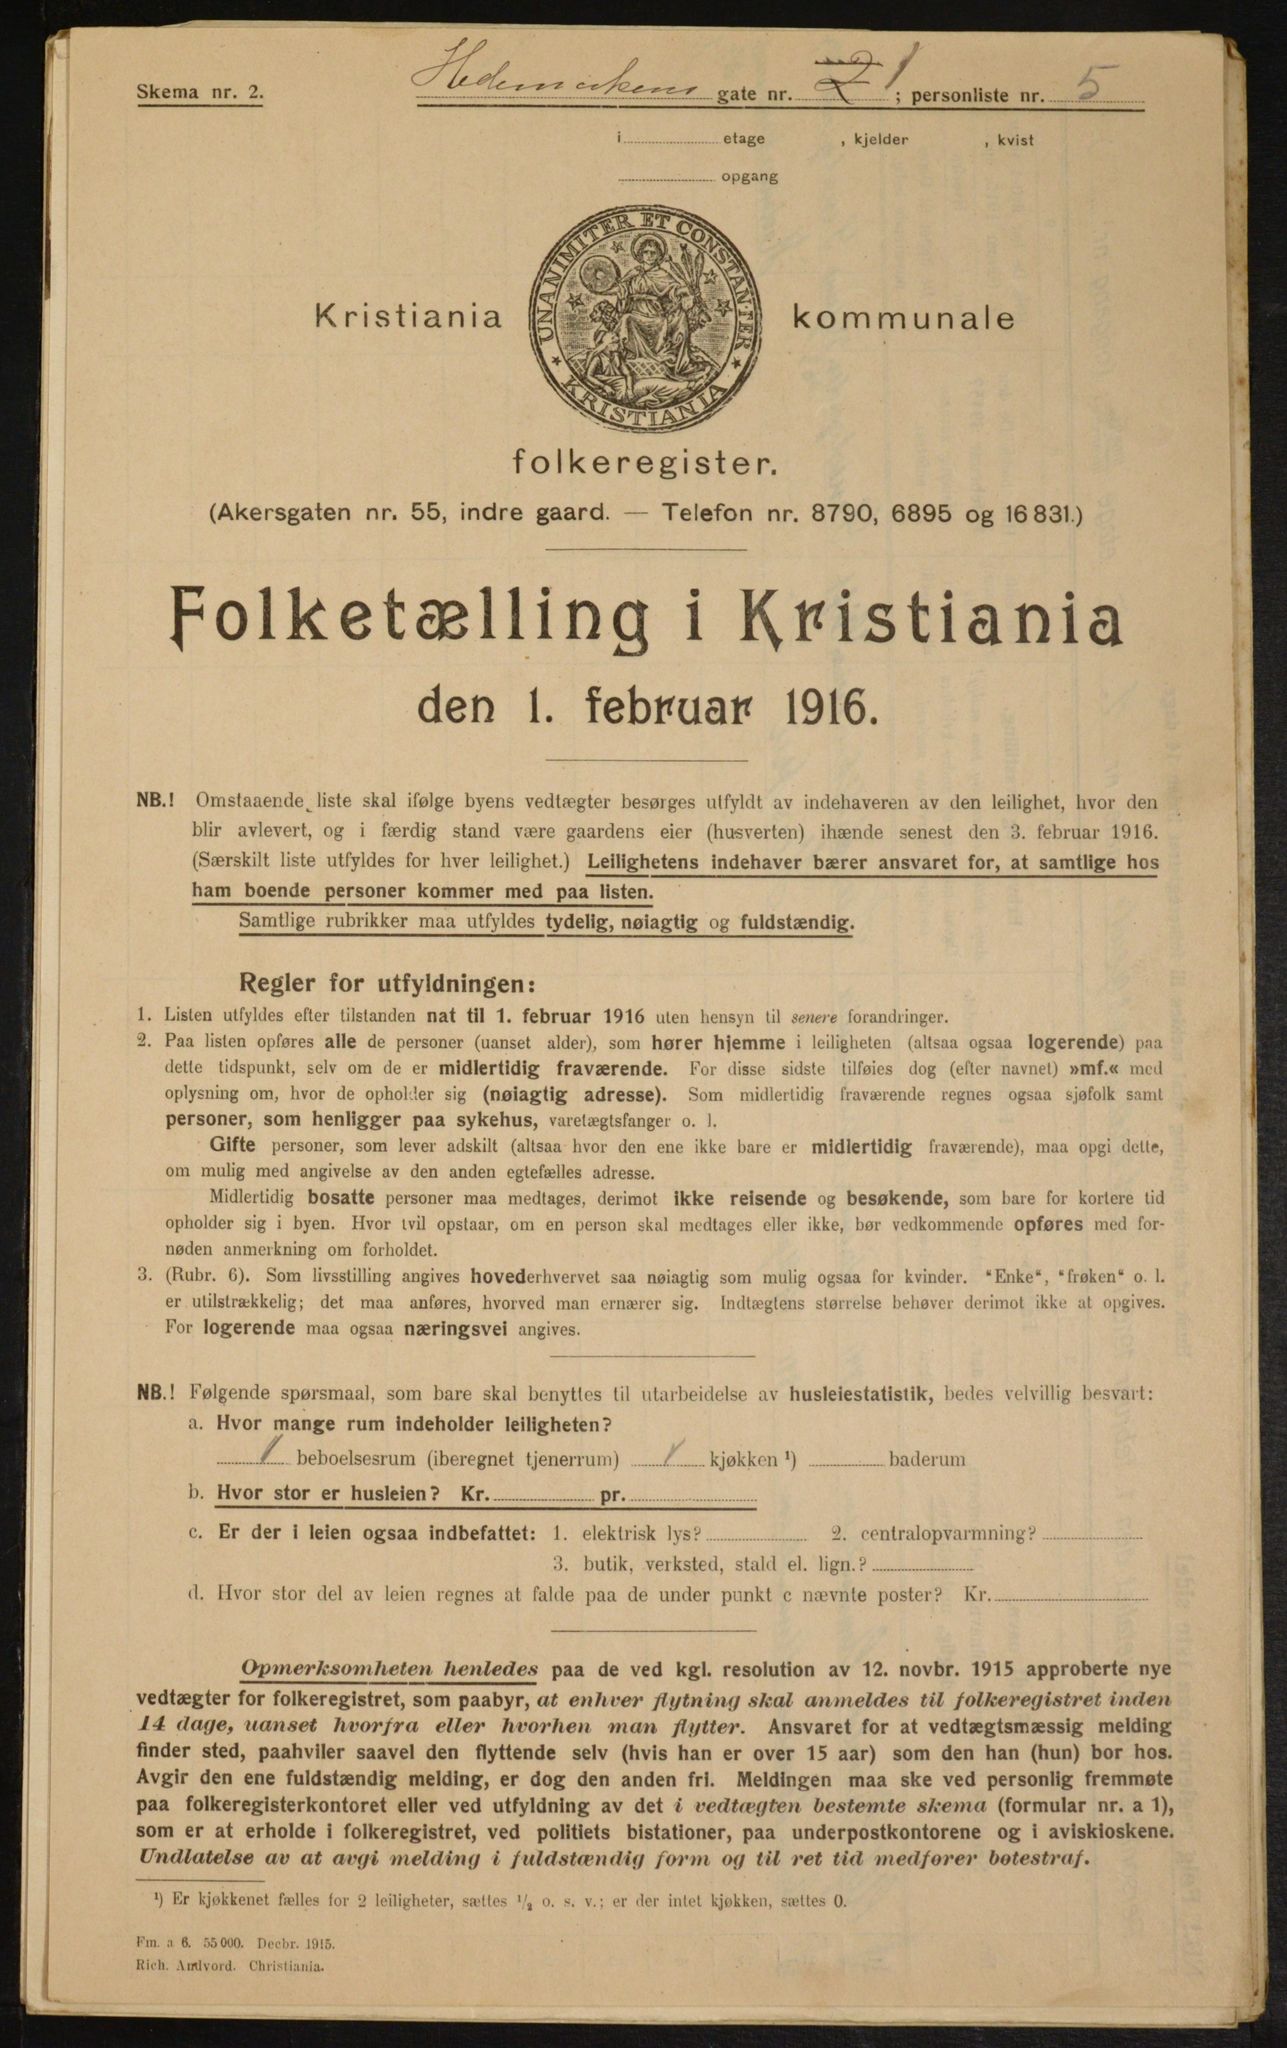 Skema nr. 2.
Hedemarkens gate nr. 2 1; personliste nr. 5
i etage , kjelder , kvist
opgang
UNANIMITER ET CONSTANTER
KRISTIANIA
Kristiania kommunale
folkeregister.
(Akersgaten nr. 55, indre gaard. — Telefon nr. 8790, 6895 og 16 831.)
Folketælling i Kristiania
den 1. februar 1916.
NB.! Omstaaende liste skal ifølge byens vedtægter besørges utfyldt av indehaveren av den leilighet, hvor den
blir avlevert, og i færdig stand være gaardens eier (husverten) ihænde senest den 3. februar 1916.
(Særskilt liste utfyldes for hver leilighet.) Leilighetens indehaver bærer ansvaret for, at samtlige hos
ham boende personer kommer med paa listen.
Samtlige rubrikker maa utfyldes tydelig, nøiagtig og fuldstændig.
Regler for utfyldningen:
1. Listen utfyldes efter tilstanden nat til 1. februar 1916 uten hensyn til senere forandringer.
2. Paa listen opføres alle de personer (uanset alder), som hører hjemme i leiligheten (altsaa ogsaa logerende) paa
dette tidspunkt, selv om de er midlertidig fraværende. For disse sidste tilføies dog (efter navnet) »mf.« med
oplysning om, hvor de opholder sig (nøiagtig adresse). Som midlertidig fraværende regnes ogsaa sjøfolk samt
personer, som henligger paa sykehus, varetægtsfanger o. l.
Gifte personer, som lever adskilt (altsaa hvor den ene ikke bare er midlertidig fraværende), maa opgi dette,
om mulig med angivelse av den anden egtefælles adresse.
Midlertidig bosatte personer maa medtages, derimot ikke reisende og besøkende, som bare for kortere tid
opholder sig i byen. Hvor tvil opstaar, om en person skal medtages eller ikke, bør vedkommende opføres med for-
nøden anmerkning om forholdet.
3. (Rubr. 6). Som livsstilling angives hovederhvervet saa nøiagtig som mulig ogsaa for kvinder. "Enke", "frøken" o. l.
er utilstrækkelig; det maa anføres, hvorved man ernærer sig. Indtægtens størrelse behøver derimot ikke at opgives.
For logerende maa ogsaa næringsvei angives.
NB.! Følgende spørsmaal, som bare skal benyttes til utarbeidelse av husleiestatistik, bedes velvillig besvart:
a. Hvor mange rum indeholder leiligheten?
1 beboelsesrum (iberegnet tjenerrum) 1 kjøkken ¹) baderum
b. Hvor stor er husleien? Kr. pr.
c. Er der i leien ogsaa indbefattet: 1. elektrisk lys? 2. centralopvarmning?
3. butik, verksted, stald el. lign.?
d. Hvor stor del av leien regnes at falde paa de under punkt c nævnte poster? Kr.
Opmerksomheten henledes paa de ved kgl. resolution av 12. novbr. 1915 approberte nye
vedtægter for folkeregistret, som paabyr, at enhver flytning skal anmeldes til folkeregistret inden
14 dage, uanset hvorfra eller hvorhen man flytter. Ansvaret for at vedtægtsmæssig melding
finder sted, paahviler saavel den flyttende selv (hvis han er over 15 aar) som den han (hun) bor hos.
Avgir den ene fuldstændig melding, er dog den anden fri. Meldingen maa ske ved personlig fremmøte
paa folkeregisterkontoret eller ved utfyldning av det i vedtægten bestemte skema (formular nr. a 1),
som er at erholde i folkeregistret, ved politiets bistationer, paa underpostkontorene og i aviskioskene.
Undlatelse av at avgi melding i fuldstændig form og til ret tid medfører bøtestraf.
¹) Er kjøkkenet fælles for 2 leiligheter, sættes ½ o. s. v.; er der intet kjøkken, sættes 0.
Fm. a 6. 55 000. Decbr. 1915.
Rich. Andvord. Christiania.